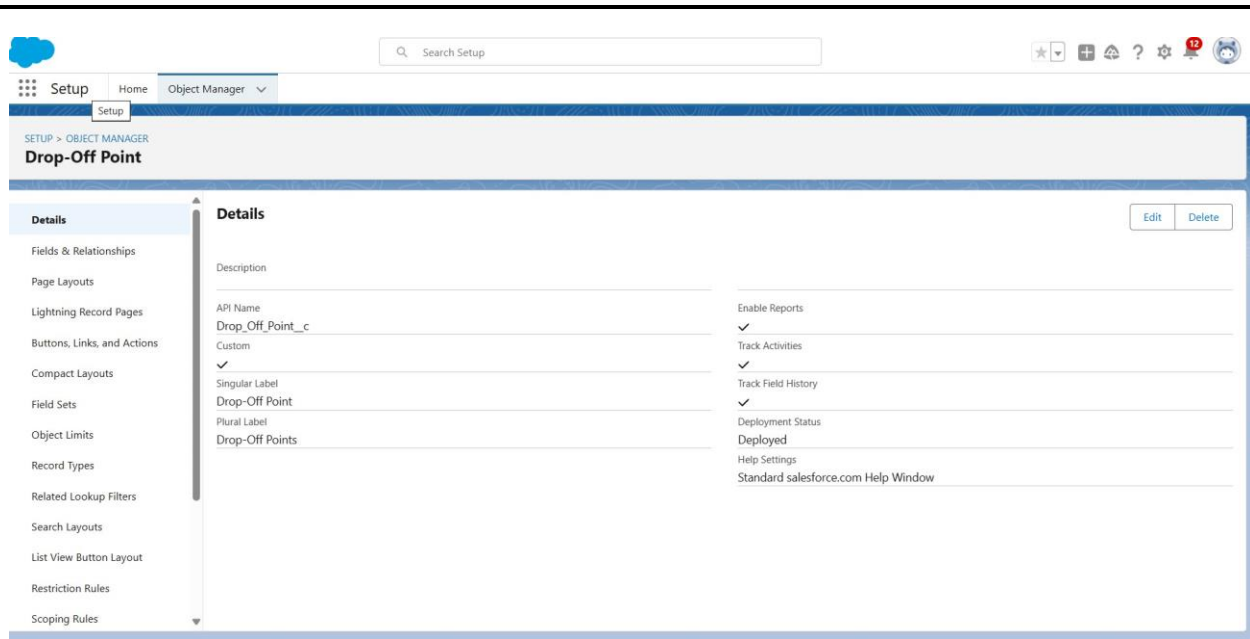 Search Setup
12
Setup
Home
Object Manager
Setup
SETUP > OBJECT MANAGER
Drop-Off Point
Details
Fields & Relationships
Page Layouts
Lightning Record Pages
Buttons, Links, and Actions
Compact Layouts
Field Sets
Object Limits
Record Types
Related Lookup Filters
Search Layouts
List View Button Layout
Restriction Rules
Scoping Rules
Details
Edit
Delete
Description
API Name
Drop_Off_Point__c
Custom
Singular Label
Drop-Off Point
Plural Label
Drop-Off Points
Enable Reports
Track Activities
Track Field History
Deployment Status
Deployed
Help Settings
Standard salesforce.com Help Window